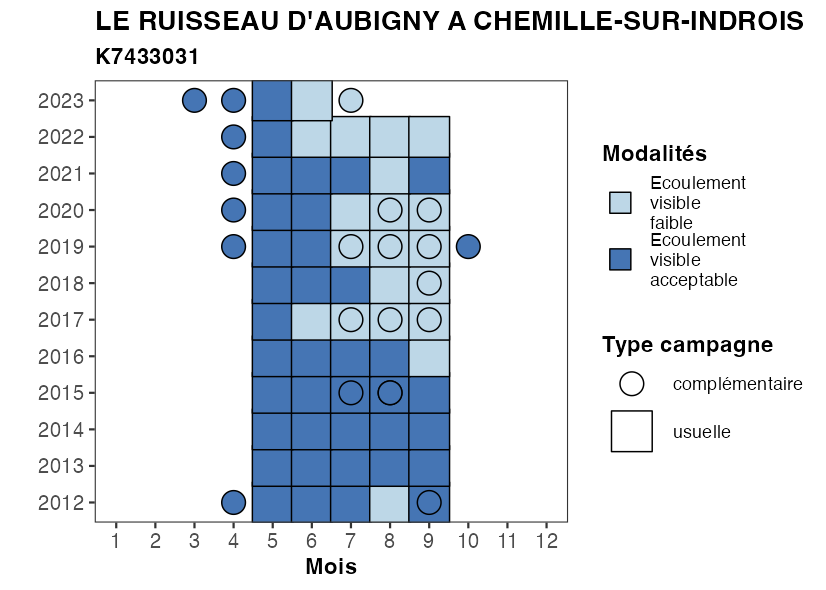 LE RUISSEAU D'AUBIGNY A CHEMILLE-SUR-INDROIS
K7433031
2023
2022
2021
2020
2019
2018
2017
2016
2015
2014
2013
2012
1 2 3 4 5 6 7 8 9 10 11 12
Mois
Modalités
Ecoulement
visible
faible
Ecoulement
visible
acceptable
Type campagne
complémentaire
usuelle